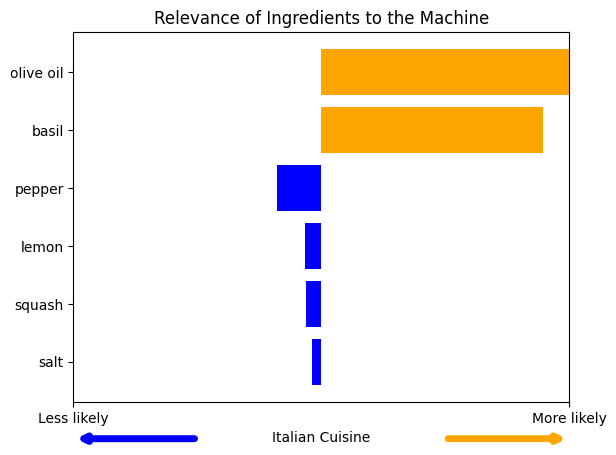 Relevance of Ingredients to the Machine
olive oil
basil
pepper
lemon
squash
salt
Less likely
More likely
Italian Cuisine